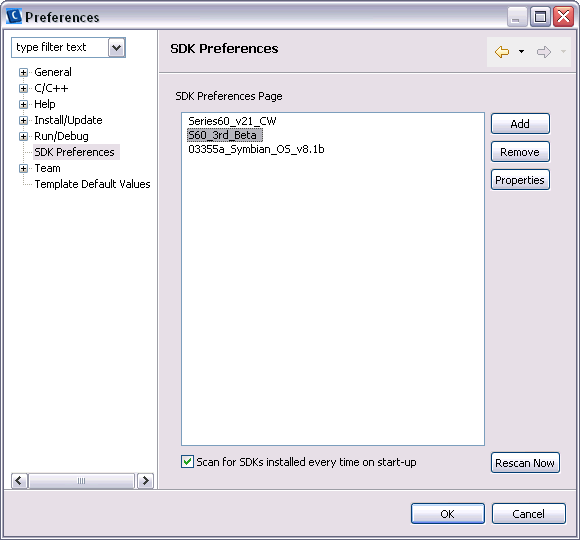 Preferences
type filter text
General
C/C++
Help
Install/Update
Run/Debug
SDK Preferences
Team
Template Default Values
SDK Preferences
SDK Preferences Page
Series60_v21_CW
S60_3rd_Beta
03355a_Symbian_OS_v8.1b
Add
Remove
Properties
Scan for SDKs installed every time on start-up
Rescan Now
OK
Cancel